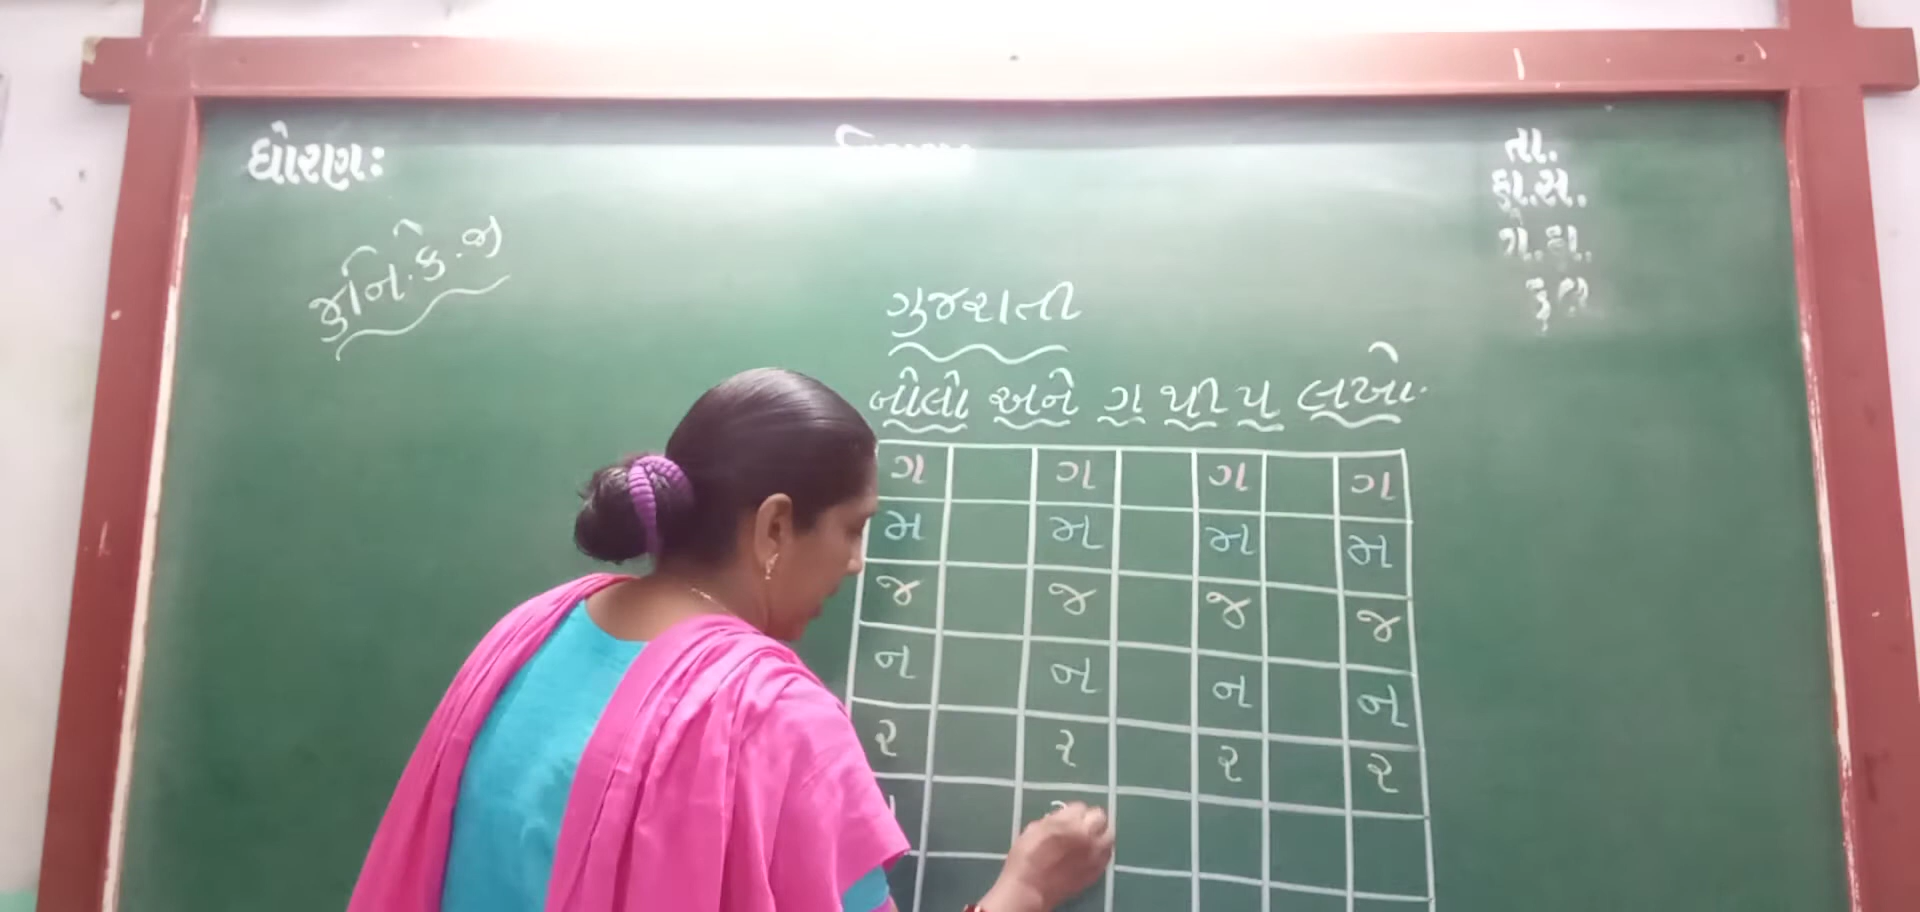 ધોરણઃ
તા.
હા.સ.
ગે.હા.
કુલ
જુનિ.કે.જી
ગુજરાતી
બોલો અને ગ થી પ લખો.
ગ ગ ગ ગ
મ મ મ મ
જ જ જ જ
ન ન ન ન
ર ર ર ર